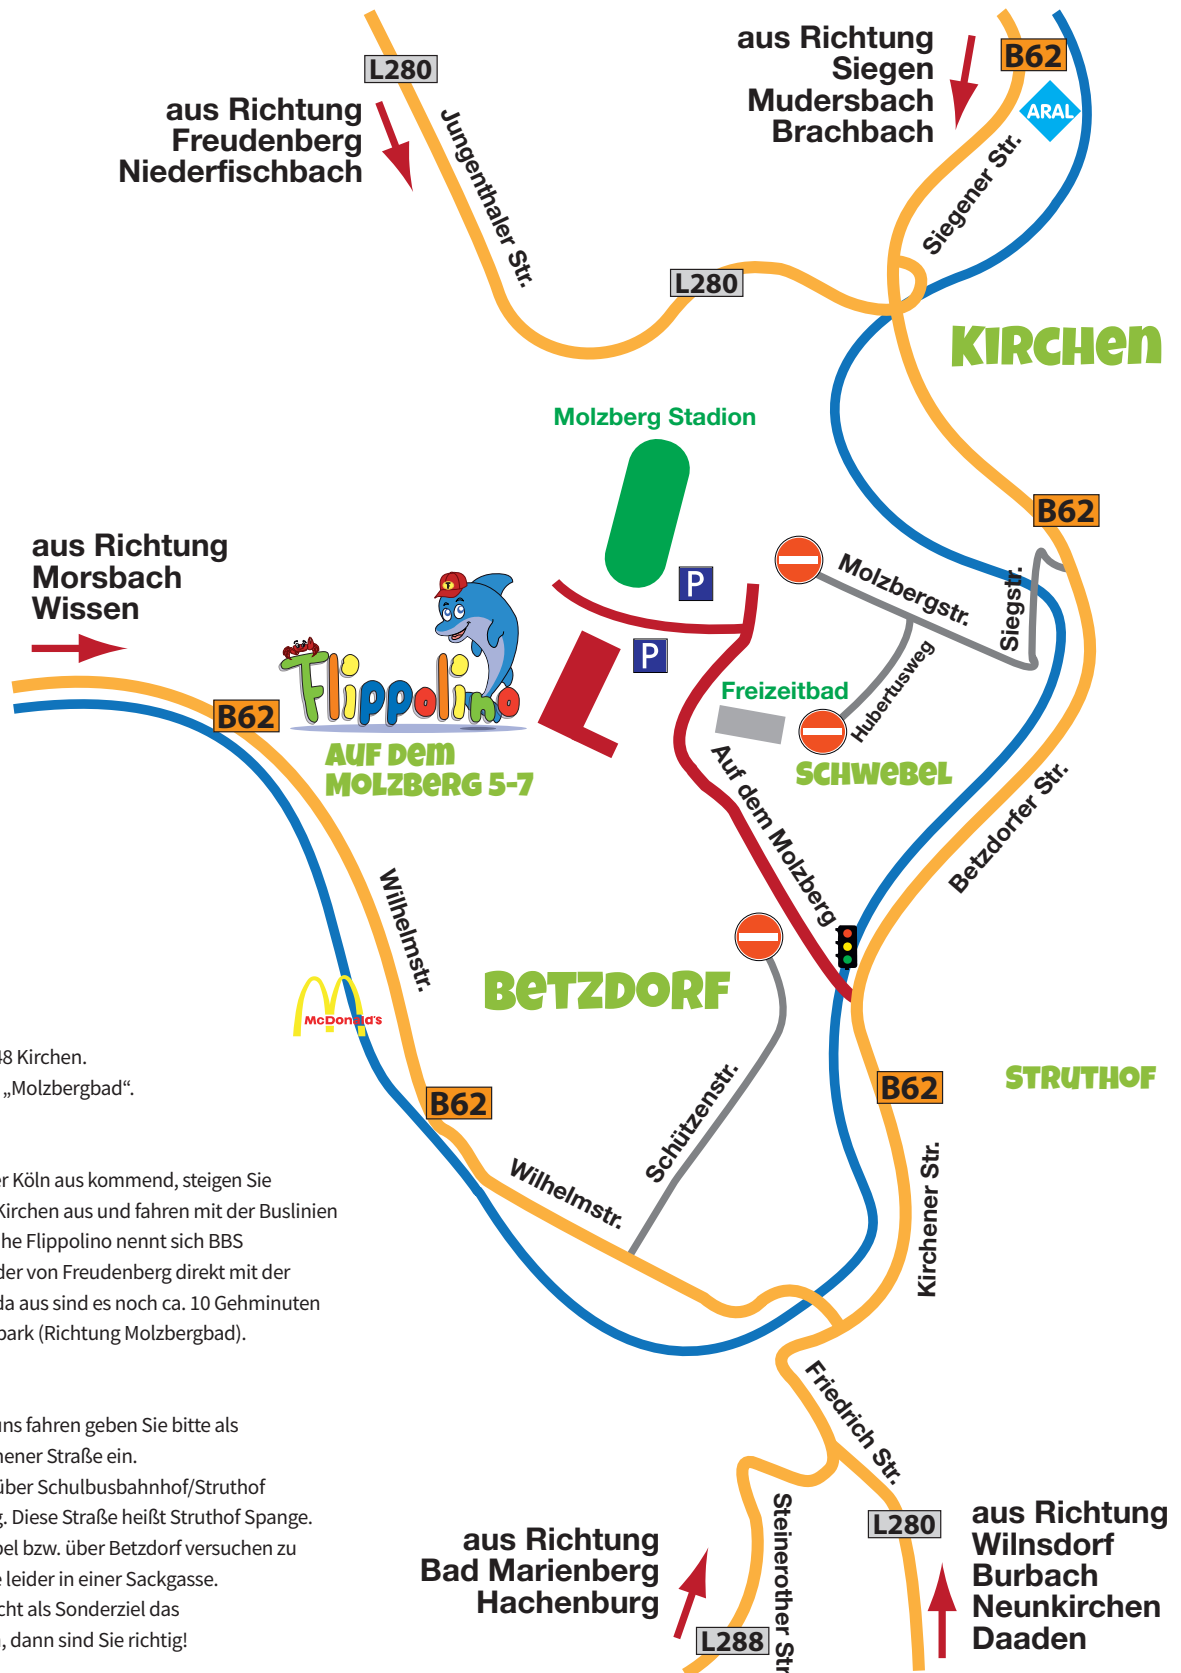 L280
aus Richtung
Freudenberg
Niederfischbach
Jungenthaler Str.
aus Richtung
Siegen
Mudersbach
Brachbach
B62
ARAL
Siegener Str.
L280
KIRCHEN
Molzberg Stadion
B62
aus Richtung
Morsbach
Wissen
P
P
Molzbergstr.
Siegstr.
Hubertusweg
Flippolino
AUF DEM
MOLZBERG 5-7
B62
Freizeitbad
SCHWEBEL
Auf dem Molzberg
Betzdorfer Str.
Wilhelmstr.
McDonald's
BETZDORF
STRUTHOF
B62
B62
Schützenstr.
Wilhelmstr.
Kirchener Str.
48 Kirchen.
„Molzbergbad“.
er Köln aus kommend, steigen Sie
Kirchen aus und fahren mit der Buslinien
he Flippolino nennt sich BBS
der von Freudenberg direkt mit der
da aus sind es noch ca. 10 Gehminuten
park (Richtung Molzbergbad).
uns fahren geben Sie bitte als
hener Straße ein.
über Schulbusbahnhof/Struthof
g. Diese Straße heißt Struthof Spange.
bel bzw. über Betzdorf versuchen zu
e leider in einer Sackgasse.
cht als Sonderziel das
, dann sind Sie richtig!
Friedrich Str.
Steinerother Str
aus Richtung
Bad Marienberg
Hachenburg
L288
L280
aus Richtung
Wilnsdorf
Burbach
Neunkirchen
Daaden